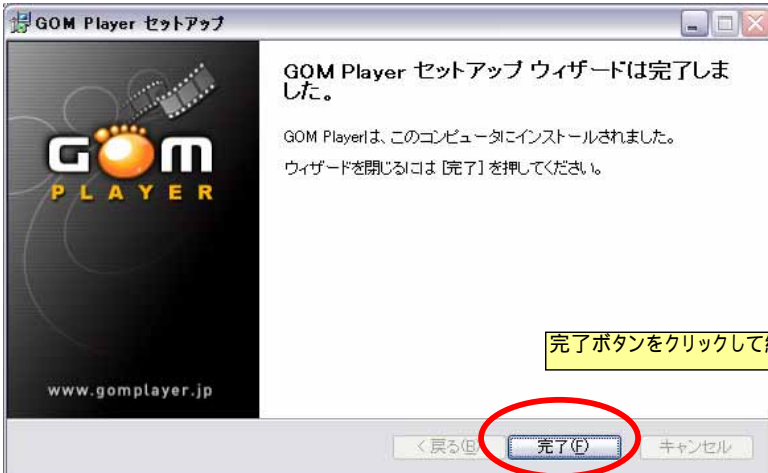 GOM Player セットアップ
GOM
PLAYER
www.gomplayer.jp
GOM Player セットアップ ウィザードは完了しま
した。
GOM Playerは、このコンピュータにインストールされました。
ウィザードを閉じるには [完了] を押してください。
完了ボタンをクリックして
< 戻る(B)
完了(F)
キャンセル